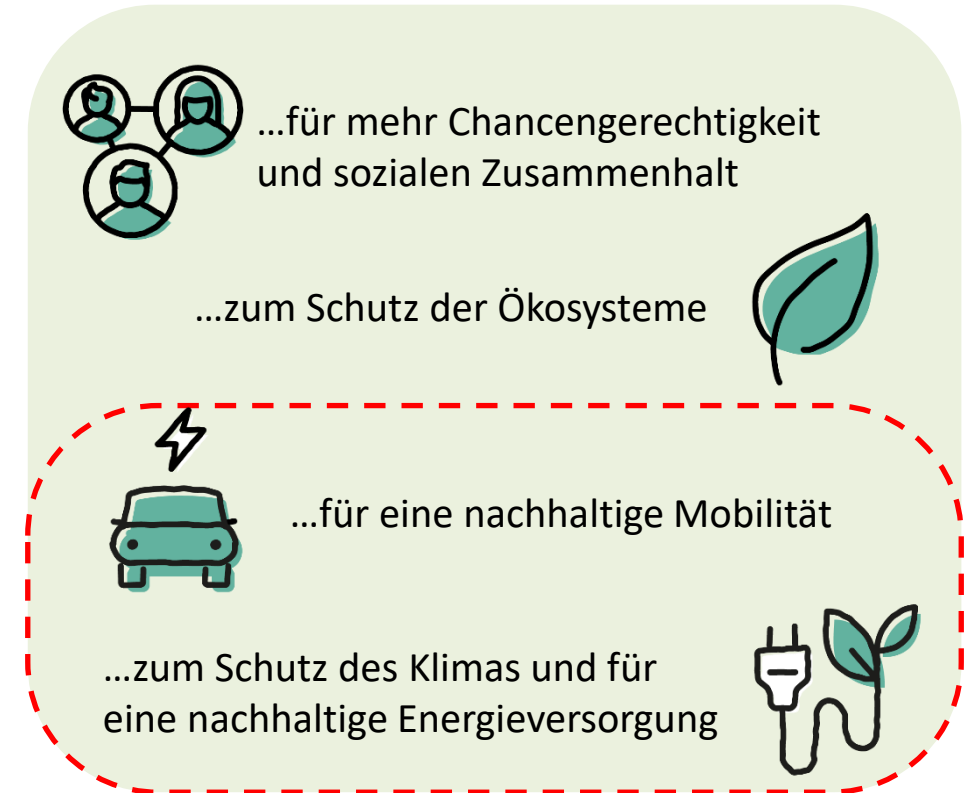 …für mehr Chancengerechtigkeit
und sozialen Zusammenhalt
…zum Schutz der Ökosysteme
…für eine nachhaltige Mobilität
…zum Schutz des Klimas und für
eine nachhaltige Energieversorgung